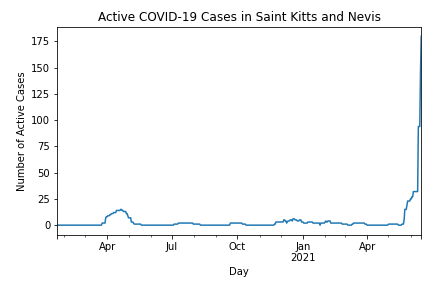 Active COVID-19 Cases in Saint Kitts and Nevis
Number of Active Cases
175
150
125
100
75
50
25
0
Apr Jul Oct Jan Apr
2021
Day